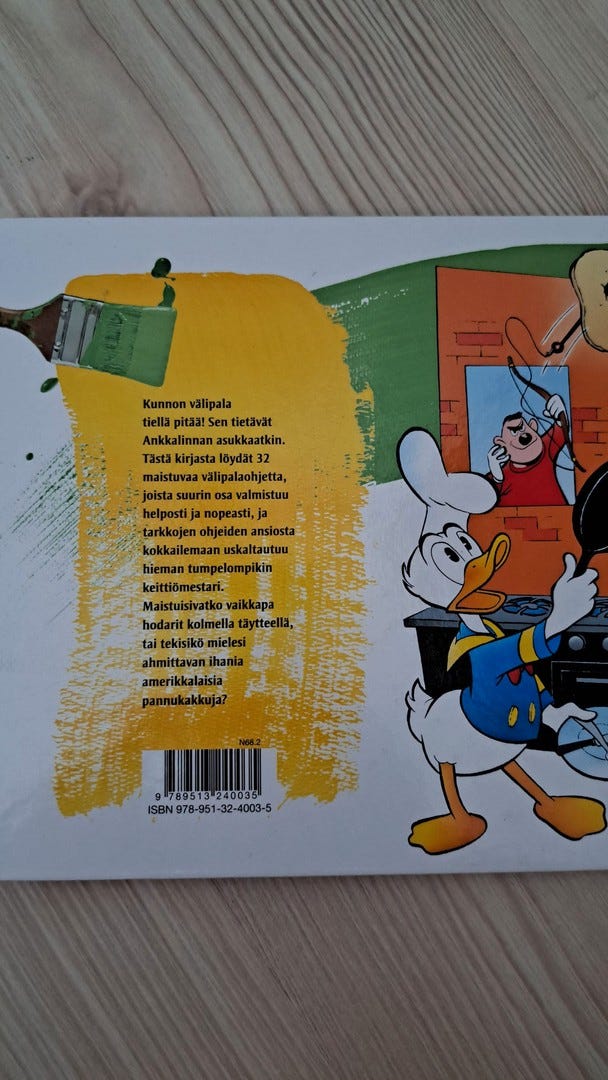 Kunnon välipala
tiellä pitää! Sen tietävät
Ankkalinnan asukkaatkin.
Tästä kirjasta löydät 32
maistuvaa välipalaohjetta,
joista suurin osa valmistuu
helposti ja nopeasti, ja
tarkkojen ohjeiden ansiosta
kokkailemaan uskaltautuu
hieman tumpelompikin
keittiömestari.
Maistuisivatko vaikkapa
hodarit kolmella täytteellä,
tai tekisikö mielesi
ahmittavan ihania
amerikkalaisia
pannukakkuja?
N68.2
9 789513 240035
ISBN 978-951-32-4003-5